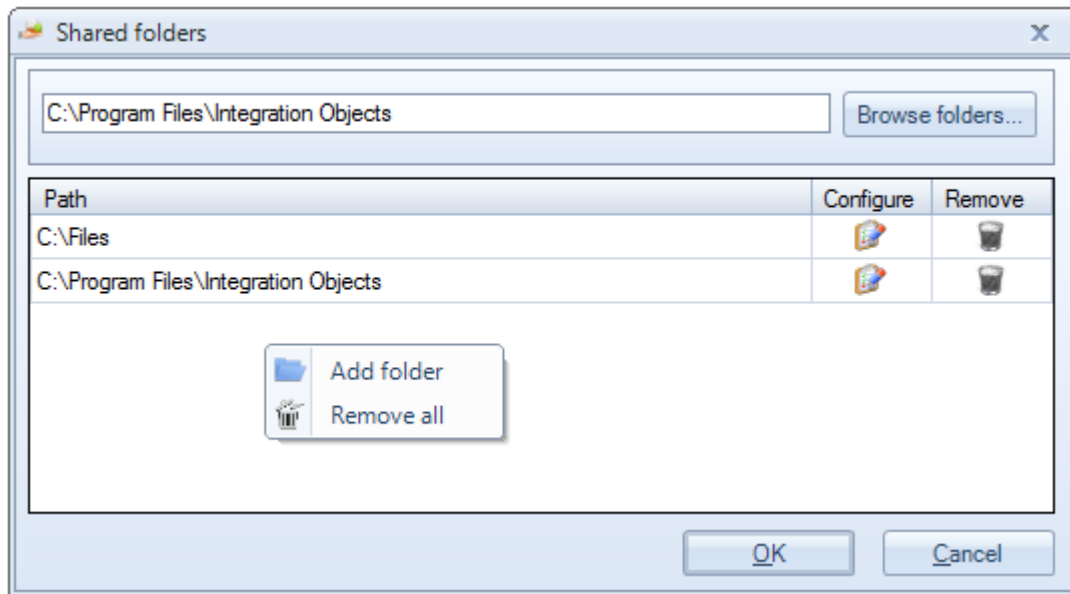 Shared folders
C:\Program Files\Integration Objects
Browse folders...
Path Configure Remove
C:\Files
C:\Program Files\Integration Objects
Add folder
Remove all
OK Cancel